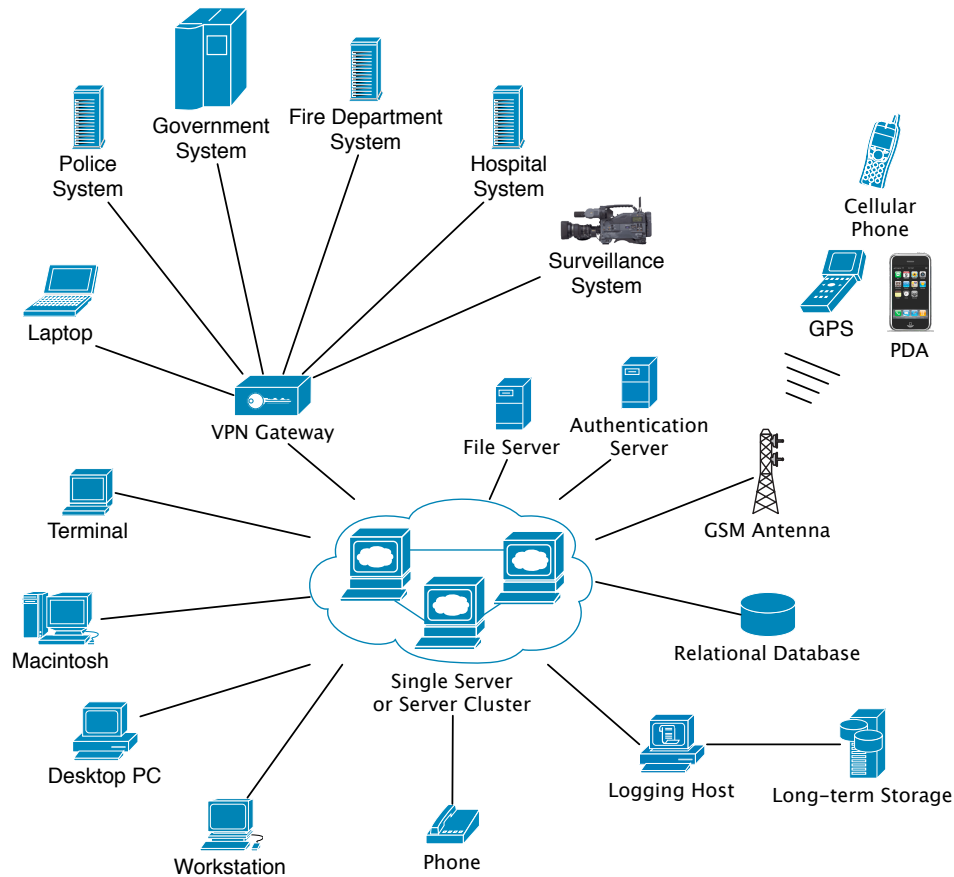 Police
System
Government
System
Fire Department
System
Hospital
System
Cellular
Phone
Surveillance
System
Laptop
GPS
PDA
VPN Gateway
File Server
Authentication
Server
Terminal
GSM Antenna
Macintosh
Relational Database
Single Server
or Server Cluster
Desktop PC
Logging Host
Long-term Storage
Workstation
Phone